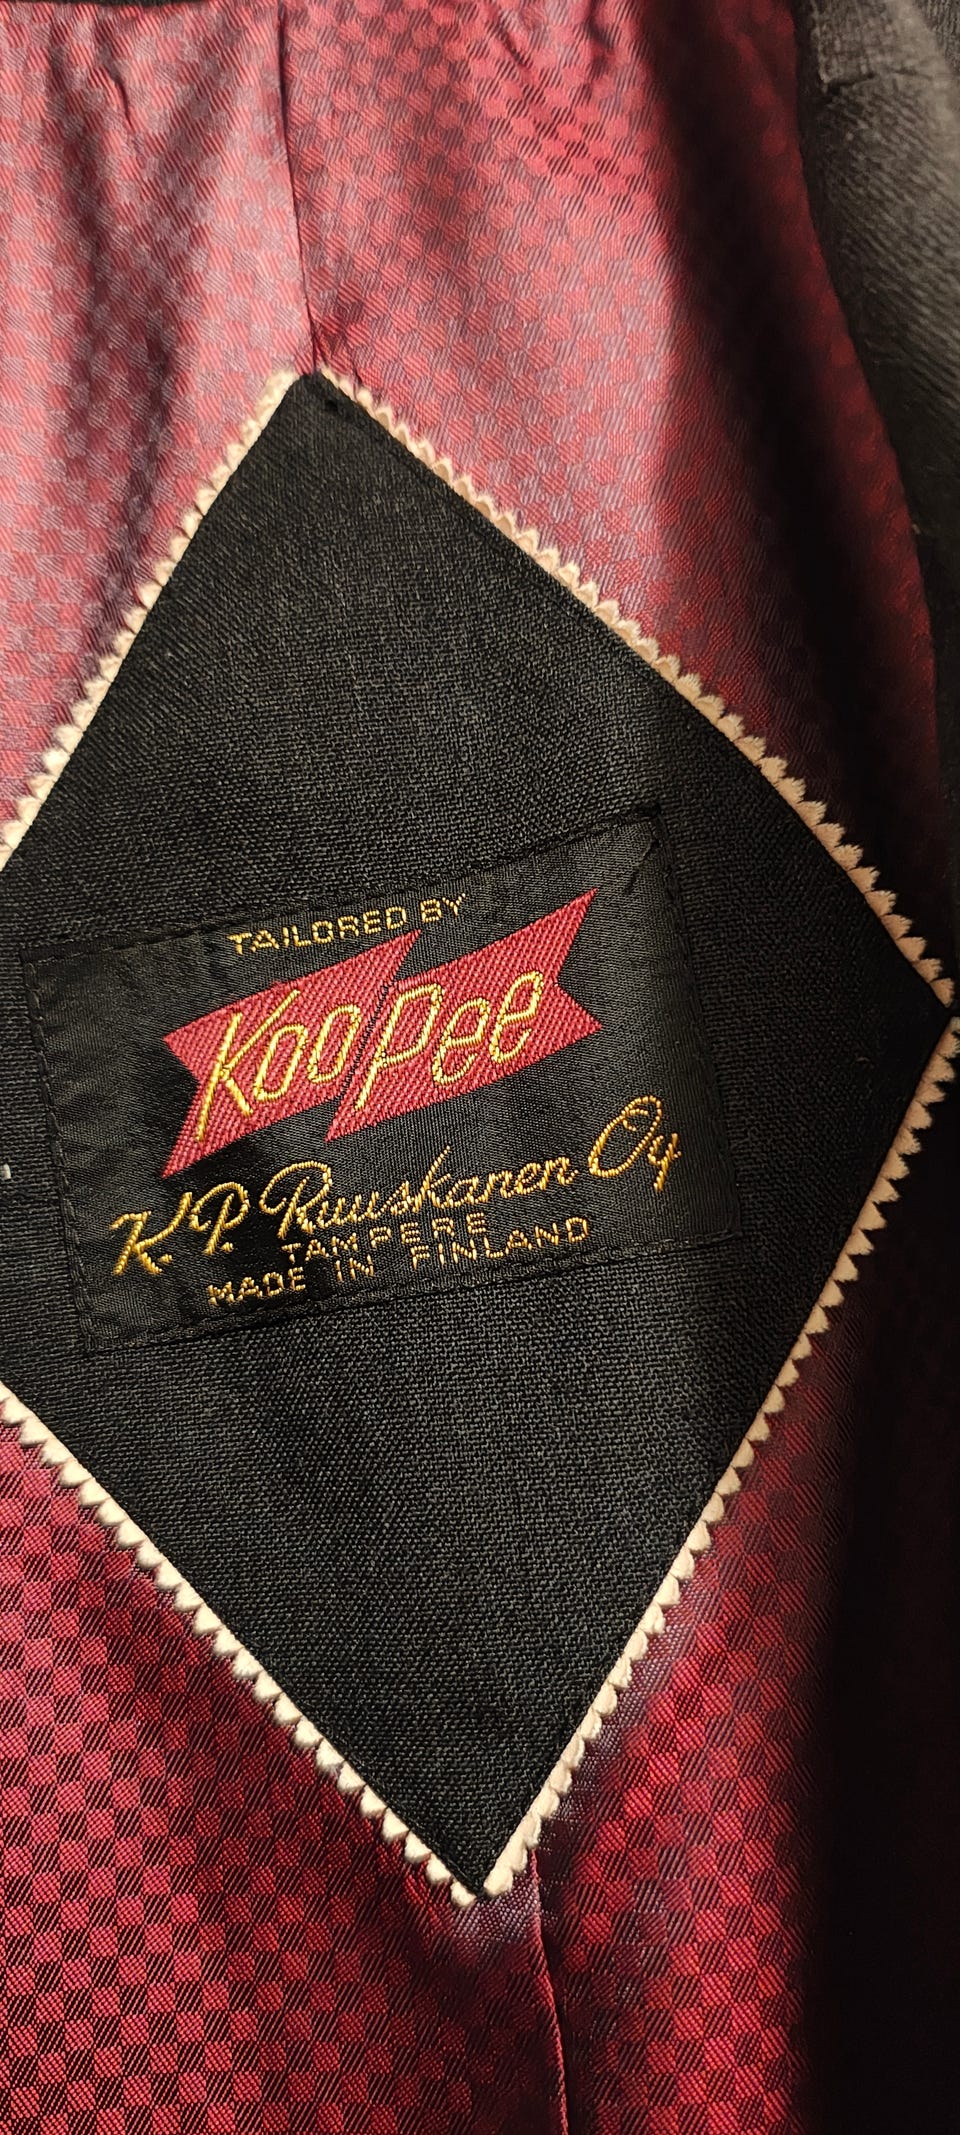 TAILORED BY
KooPee
K.P. Ruuskanen Oy
TAMPERE
MADE IN FINLAND